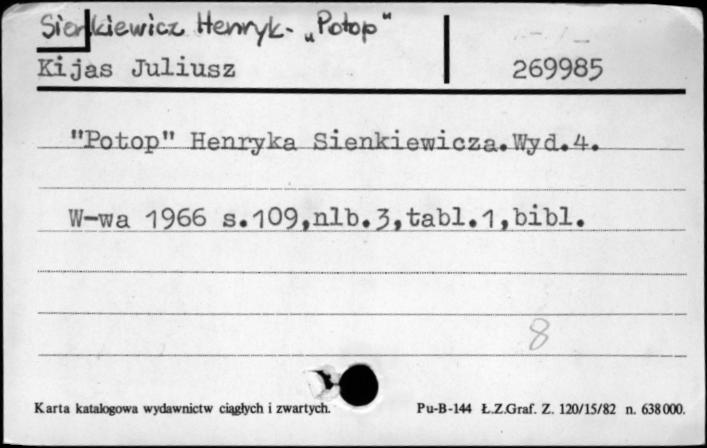 Sienkiewicz Henryk - „Potop"
Kijas Juliusz 269985
"Potop" Henryka Sienkiewicza.Wyd.4.
W-wa 1966 s.109,nlb.3,tabl.1,bibl.
8
Karta katalogowa wydawnictw ciągłych i zwartych. Pu-B-144 Ł.Z.Graf. Z. 120/15/82 n. 638000.